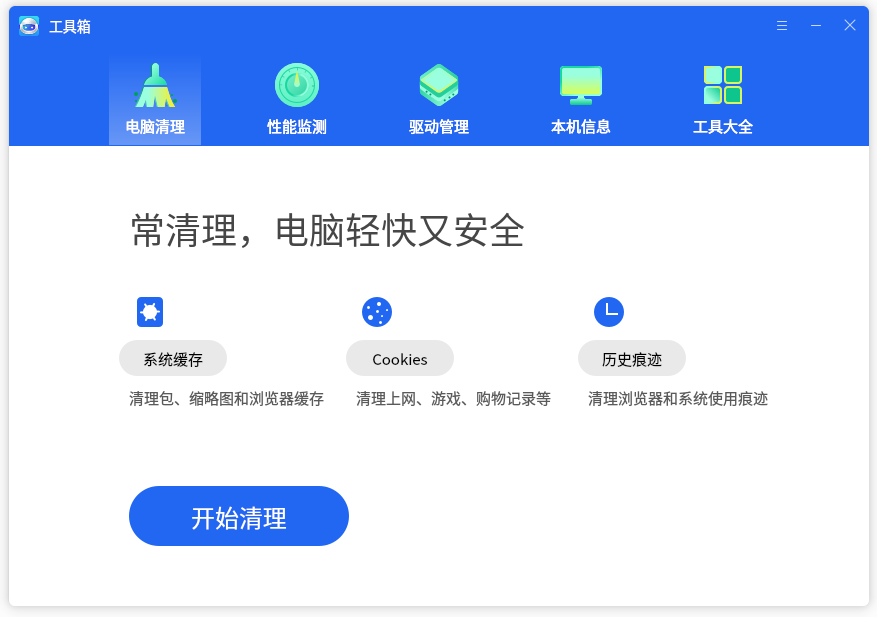 工具箱
电脑清理
性能监测
驱动管理
本机信息
工具大全
常清理，电脑轻快又安全
系统缓存
Cookies
历史痕迹
清理包、缩略图和浏览器缓存
清理上网、游戏、购物记录等
清理浏览器和系统使用痕迹
开始清理